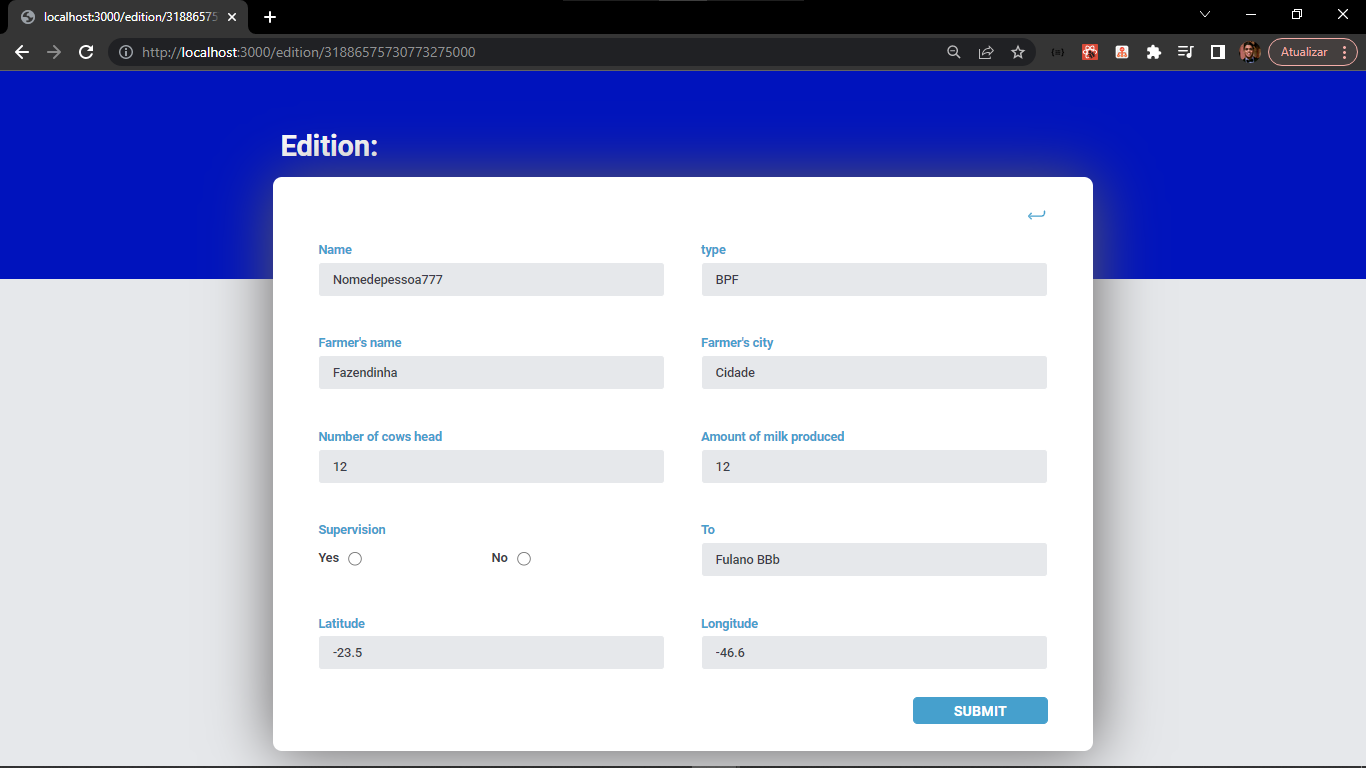 localhost:3000/edition/31886575
http://localhost:3000/edition/31886575730773275000
Atualizar
Edition:
Name
type
Nomedepessoa777
BPF
Farmer's name
Farmer's city
Fazendinha
Cidade
Number of cows head
Amount of milk produced
12
12
Supervision
To
Yes
No
Fulano BBb
Latitude
Longitude
-23.5
-46.6
SUBMIT